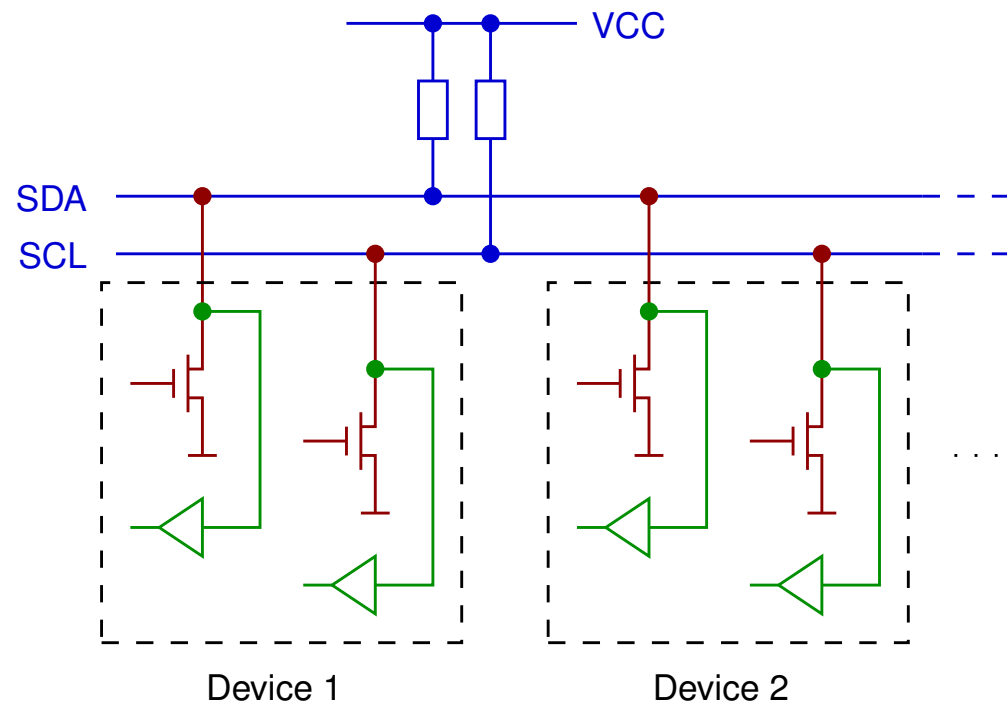 VCC
SDA
SCL
. . .
Device 1
Device 2